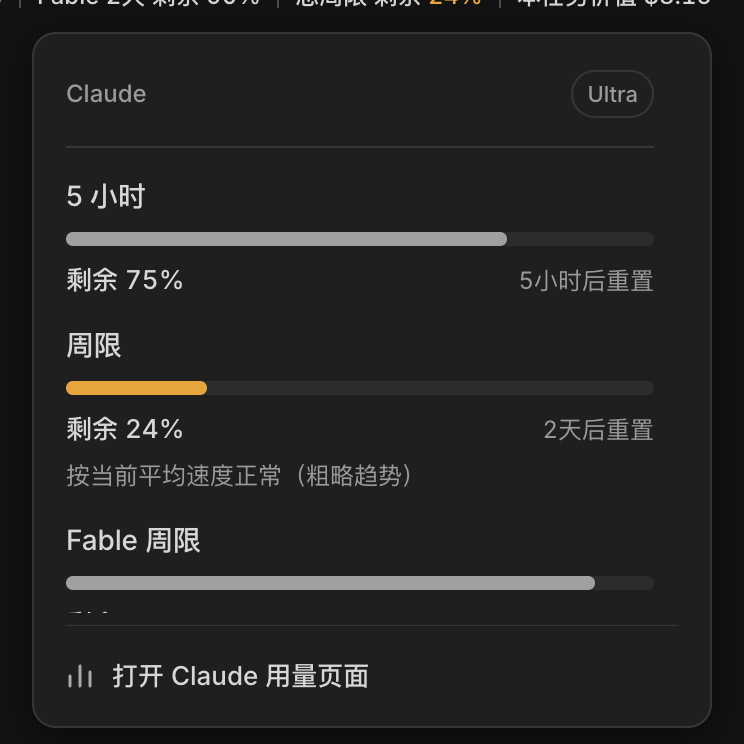 Claude
Ultra
5 小时
剩余 75%
5小时后重置
周限
剩余 24%
2天后重置
按当前平均速度正常（粗略趋势）
Fable 周限
打开 Claude 用量页面